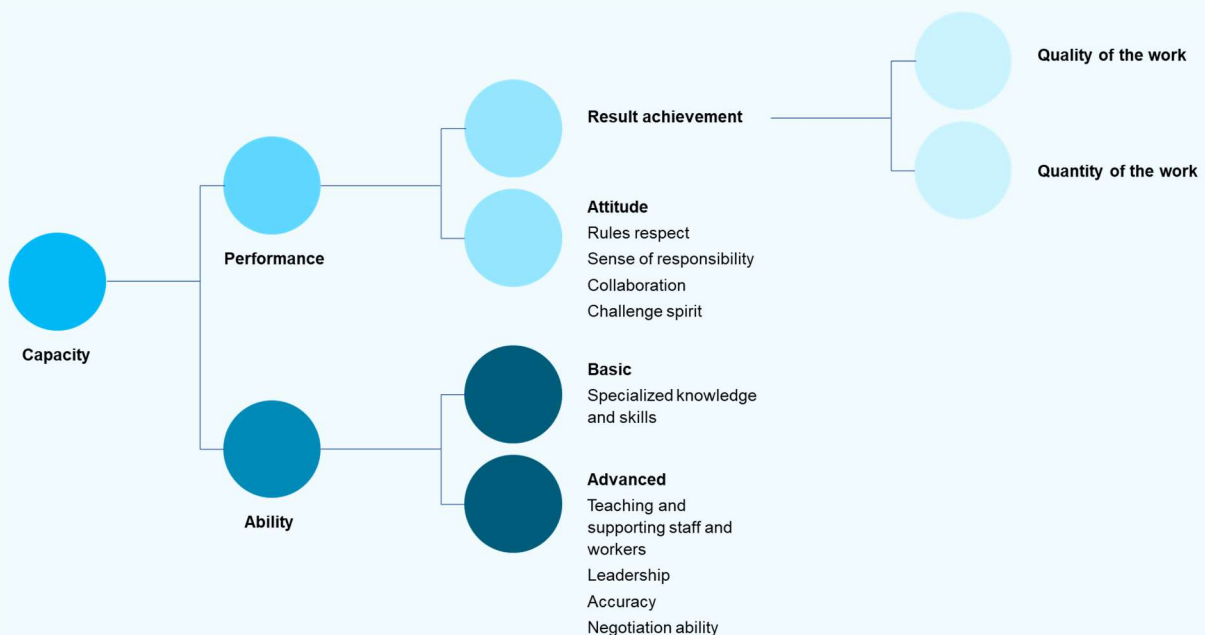 Capacity
Performance
Result achievement
Quality of the work
Quantity of the work
Attitude
Rules respect
Sense of responsibility
Collaboration
Challenge spirit
Ability
Basic
Specialized knowledge
and skills
Advanced
Teaching and
supporting staff and
workers
Leadership
Accuracy
Negotiation ability